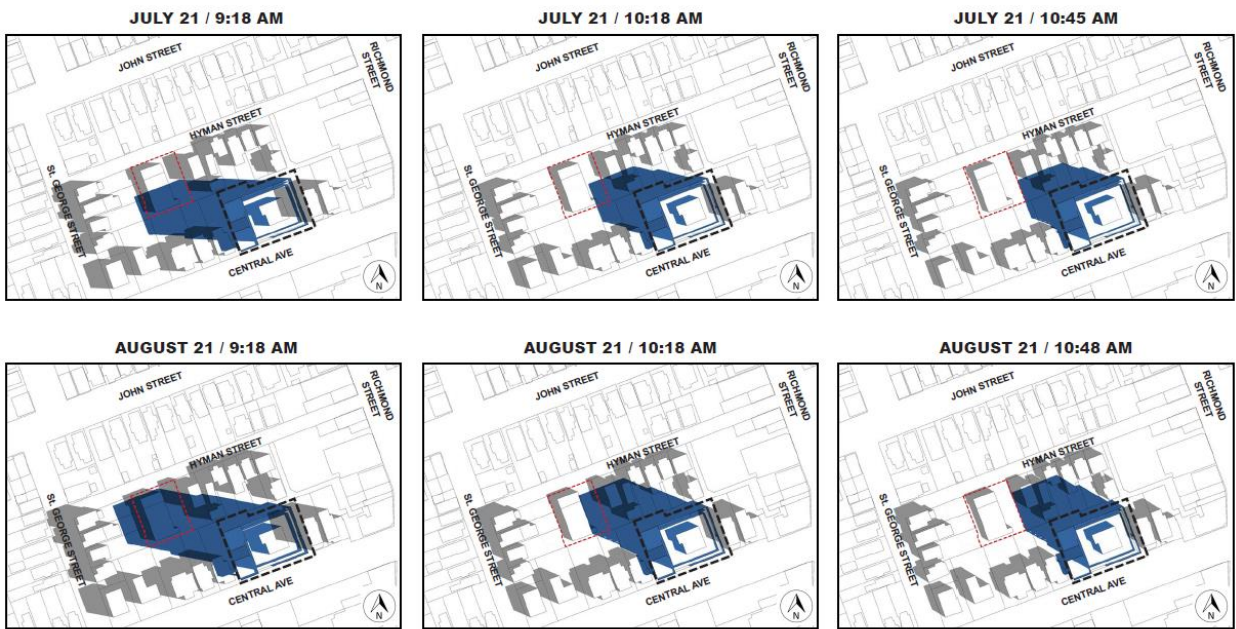 JULY 21 / 9:18 AM
JOHN STREET
RICHMOND
STREET
HYMAN STREET
St. GEORGE STREET
CENTRAL AVE
N
JULY 21 / 10:18 AM
JOHN STREET
RICHMOND
STREET
HYMAN STREET
St. GEORGE STREET
CENTRAL AVE
N
JULY 21 / 10:45 AM
JOHN STREET
RICHMOND
STREET
HYMAN STREET
St. GEORGE STREET
CENTRAL AVE
N
AUGUST 21 / 9:18 AM
JOHN STREET
RICHMOND
STREET
HYMAN STREET
St. GEORGE STREET
CENTRAL AVE
N
AUGUST 21 / 10:18 AM
JOHN STREET
RICHMOND
STREET
HYMAN STREET
St. GEORGE STREET
CENTRAL AVE
N
AUGUST 21 / 10:48 AM
JOHN STREET
RICHMOND
STREET
HYMAN STREET
St. GEORGE STREET
CENTRAL AVE
N